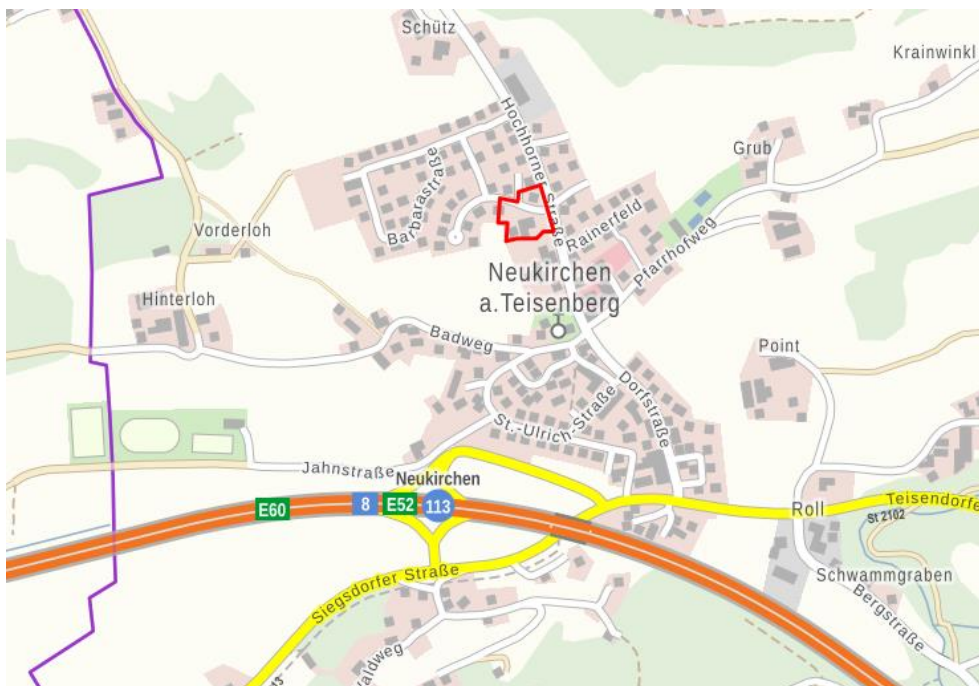 Schütz
Krainwinkl
Hochhorner Straße
Grub
Barbarastraße
Rainerfeld
Vorderloh
Pfarrhofweg
Neukirchen
a.Teisenberg
Hinterloh
Badweg
Point
Dorfstraße
St.-Ulrich-Straße
Jahnstraße
Neukirchen
E60
8
E52
113
Teisendorfe
Roll
St 2102
Siegsdorfer Straße
Schwammgraben
Bergstraße
aldweg